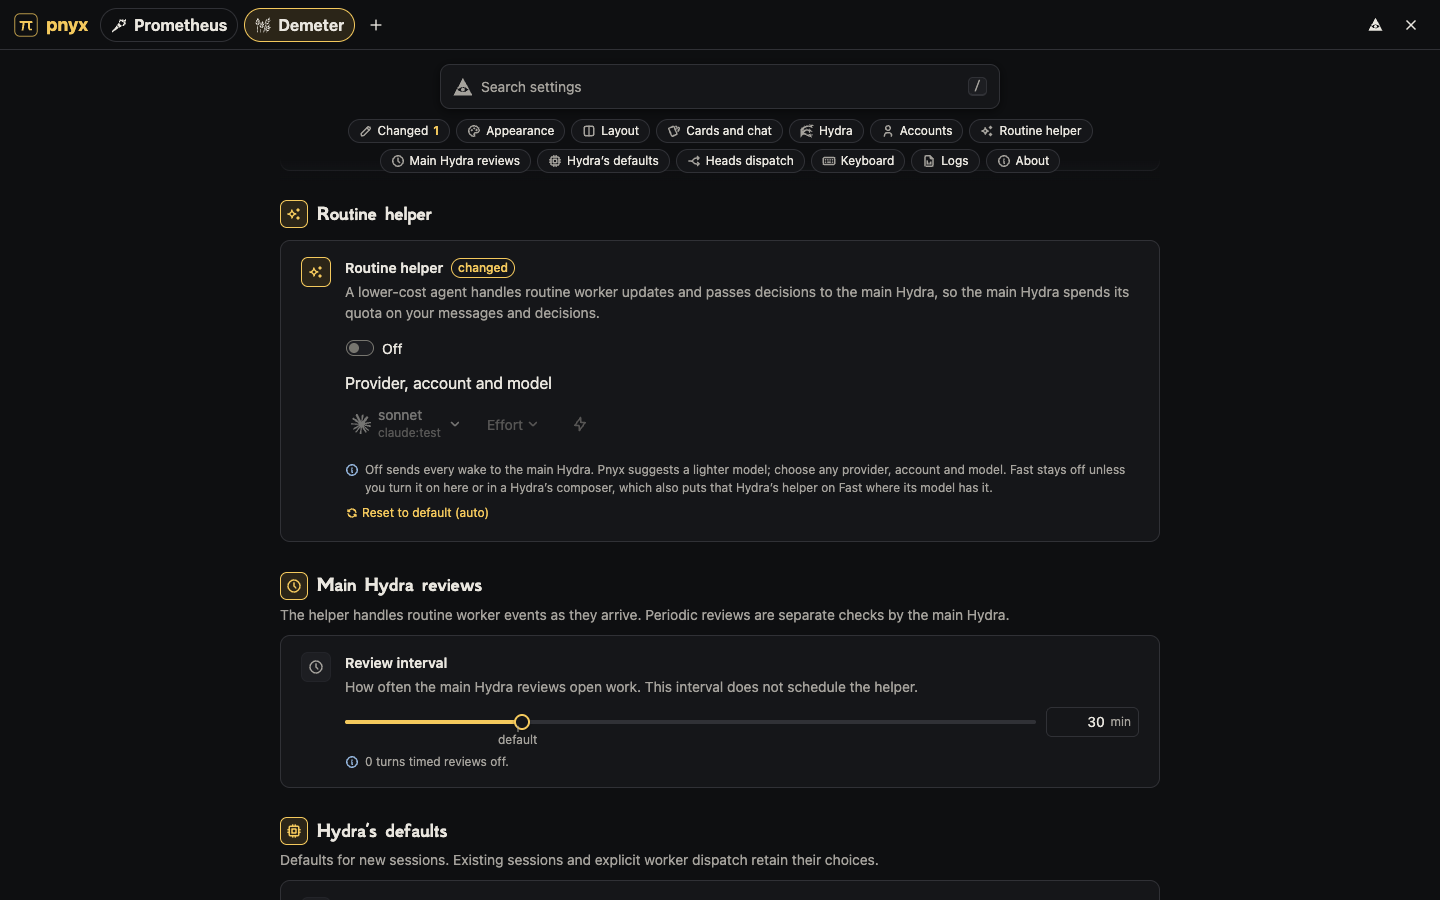 π pnyx Prometheus Demeter +
Search settings /
Changed 1 Appearance Layout Cards and chat Hydra Accounts Routine helper
Main Hydra reviews Hydra's defaults Heads dispatch Keyboard Logs About
Routine helper
Routine helper changed
A lower-cost agent handles routine worker updates and passes decisions to the main Hydra, so the main Hydra spends its
quota on your messages and decisions.
Off
Provider, account and model
sonnet
claude:test
Effort
Off sends every wake to the main Hydra. Pnyx suggests a lighter model; choose any provider, account and model. Fast stays off unless
you turn it on here or in a Hydra's composer, which also puts that Hydra's helper on Fast where its model has it.
Reset to default (auto)
Main Hydra reviews
The helper handles routine worker events as they arrive. Periodic reviews are separate checks by the main Hydra.
Review interval
How often the main Hydra reviews open work. This interval does not schedule the helper.
30 min
default
0 turns timed reviews off.
Hydra's defaults
Defaults for new sessions. Existing sessions and explicit worker dispatch retain their choices.